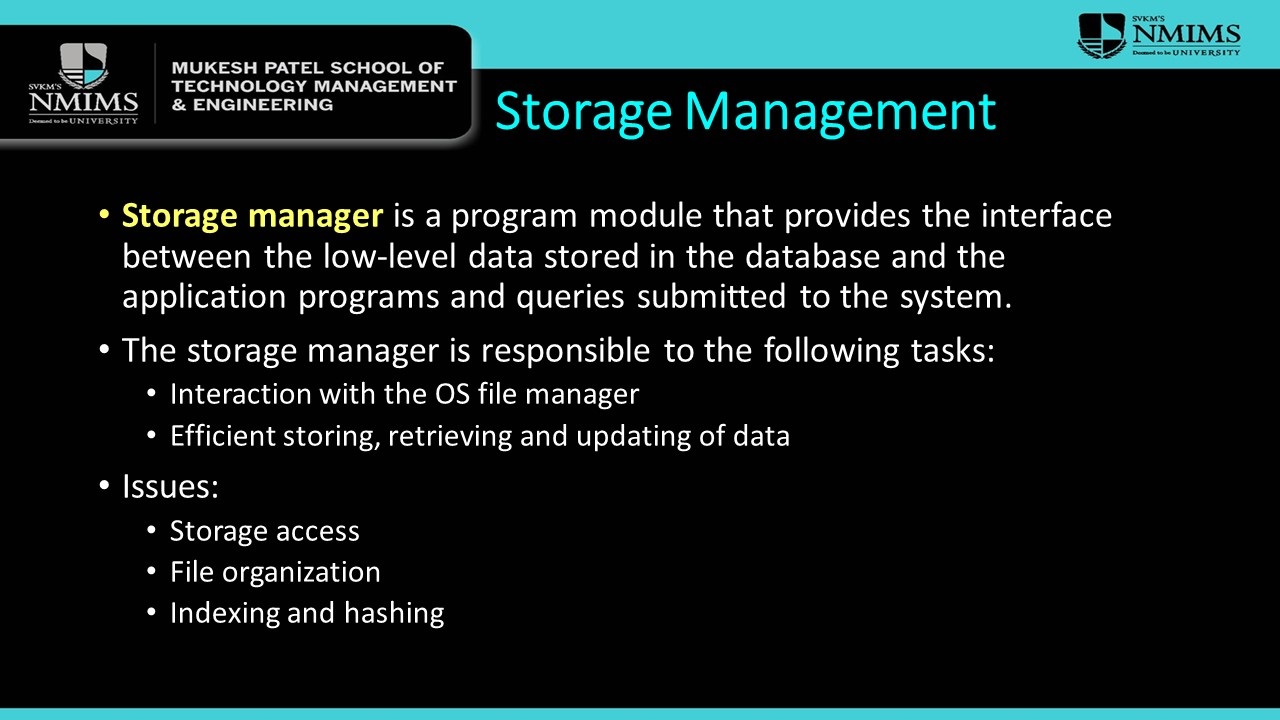 SVKM'S
NMIMS
Deemed to be UNIVERSITY
MUKESH PATEL SCHOOL OF
TECHNOLOGY MANAGEMENT
& ENGINEERING
SVKM'S
NMIMS
Deemed to be UNIVERSITY
Storage Management
• Storage manager is a program module that provides the interface
between the low-level data stored in the database and the
application programs and queries submitted to the system.
• The storage manager is responsible to the following tasks:
• Interaction with the OS file manager
• Efficient storing, retrieving and updating of data
• Issues:
• Storage access
• File organization
• Indexing and hashing